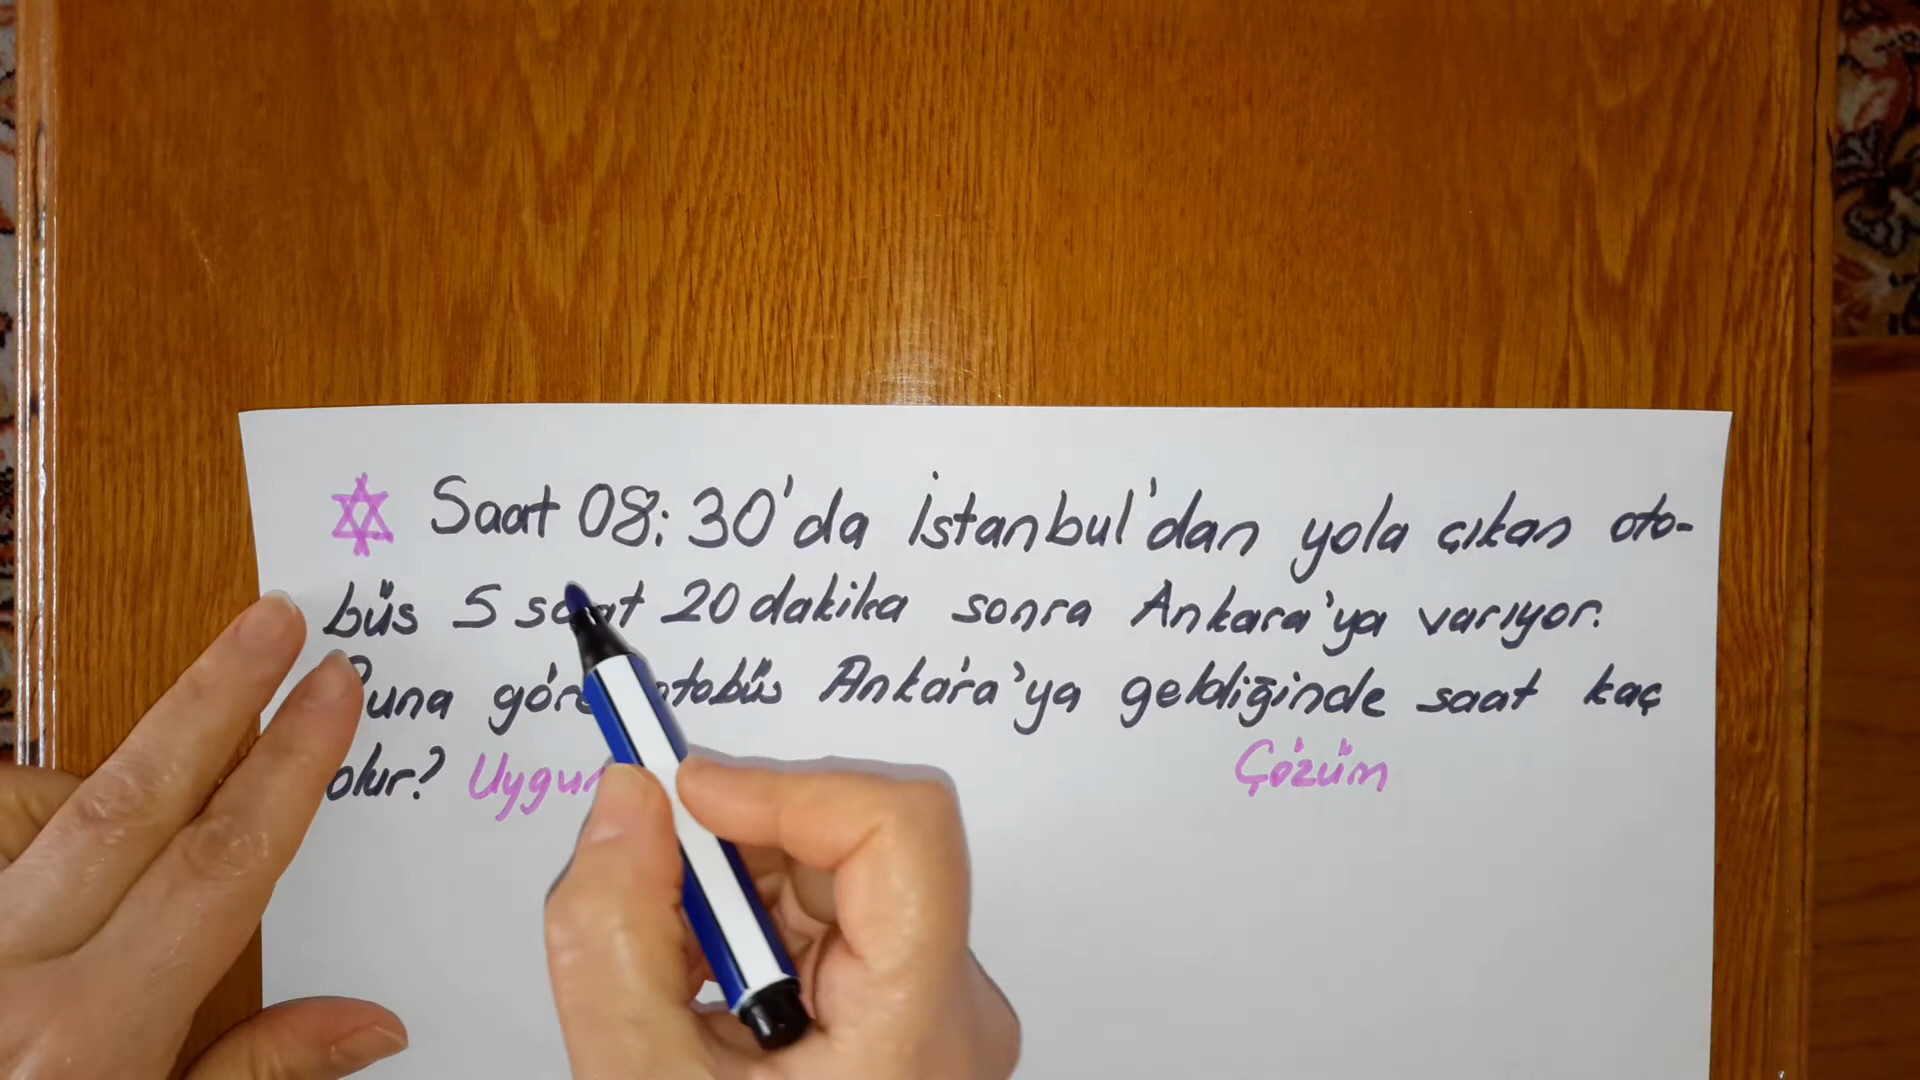 Saat 08:30'da İstanbul'dan yola çıkan oto-
büs 5 saat 20 dakika sonra Ankara'ya varıyor.
göre otobüs Ankara'ya geldiğinde saat kaç
olur?
Çözüm